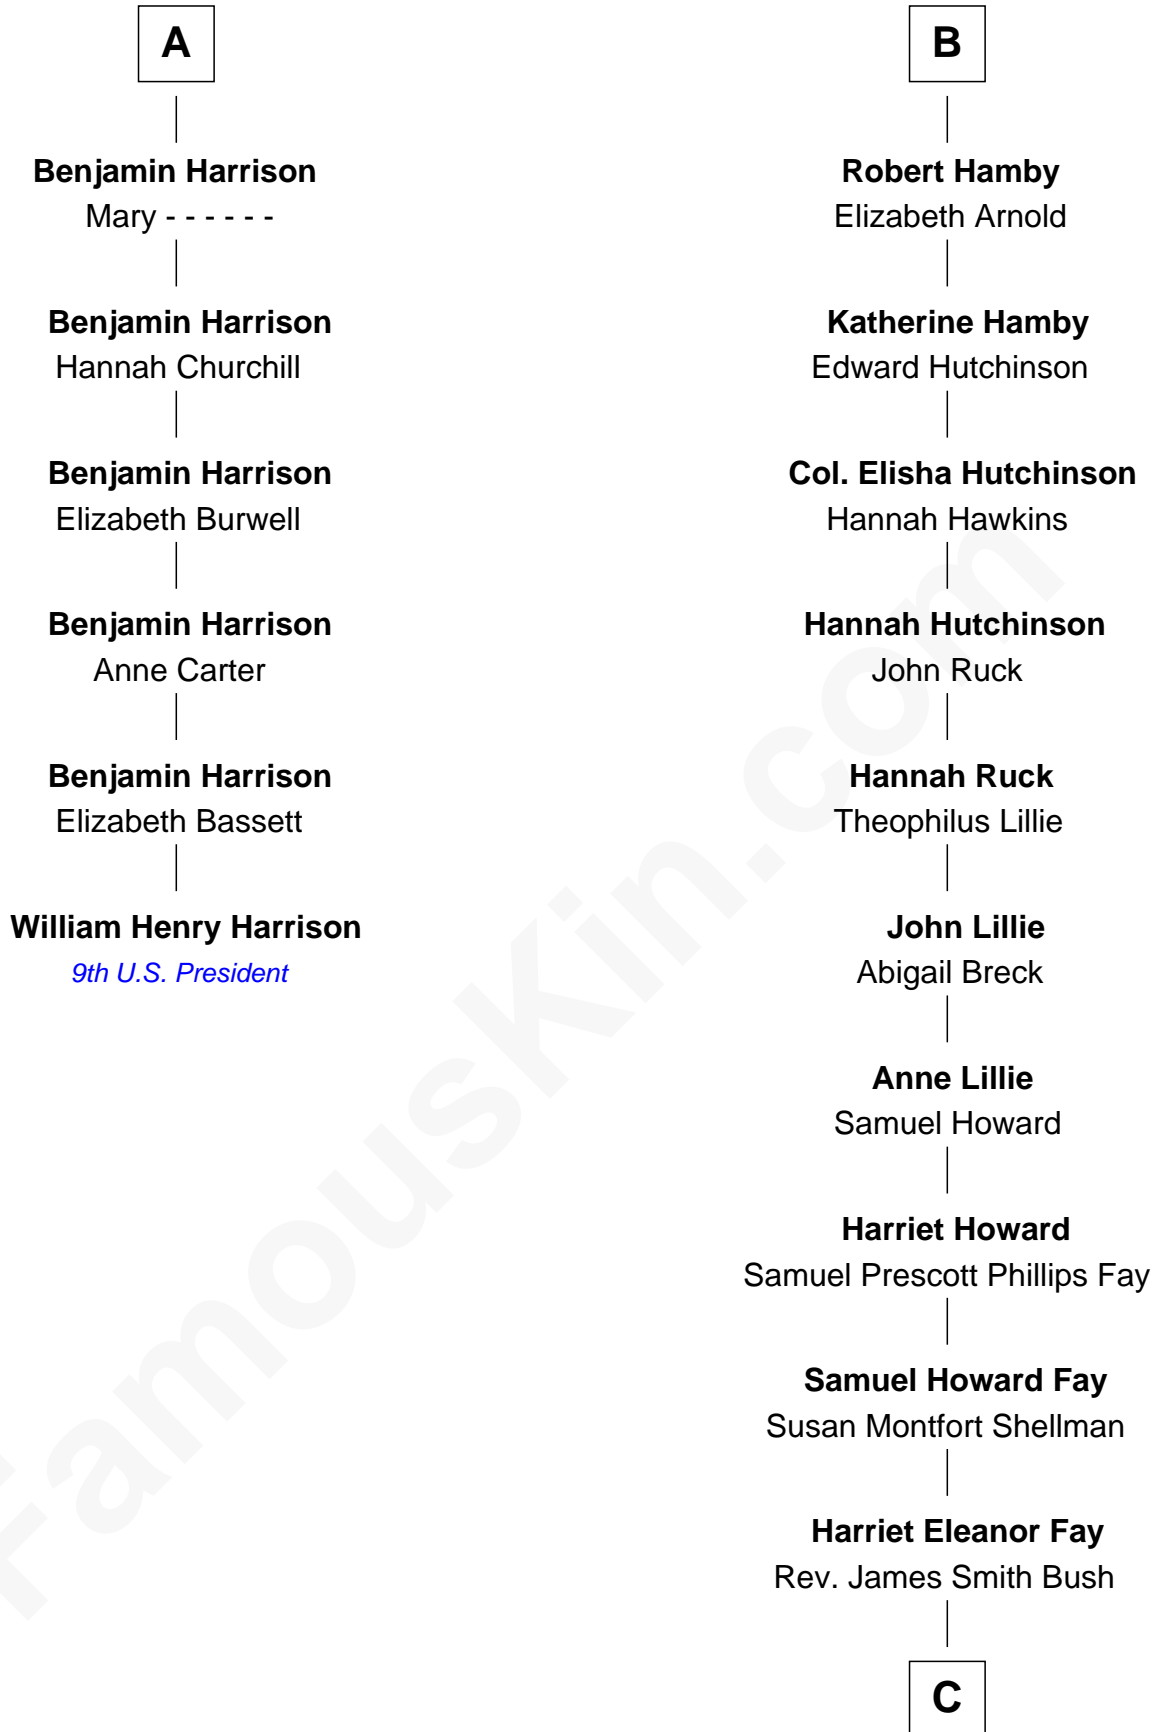 A
Benjamin Harrison
Mary - - - - - -
Benjamin Harrison
Hannah Churchill
Benjamin Harrison
Elizabeth Burwell
Benjamin Harrison
Anne Carter
Benjamin Harrison
Elizabeth Bassett
William Henry Harrison
9th U.S. President
B
Robert Hamby
Elizabeth Arnold
Katherine Hamby
Edward Hutchinson
Col. Elisha Hutchinson
Hannah Hawkins
Hannah Hutchinson
John Ruck
Hannah Ruck
Theophilus Lillie
John Lillie
Abigail Breck
Anne Lillie
Samuel Howard
Harriet Howard
Samuel Prescott Phillips Fay
Samuel Howard Fay
Susan Montfort Shellman
Harriet Eleanor Fay
Rev. James Smith Bush
C
FamousKin.com